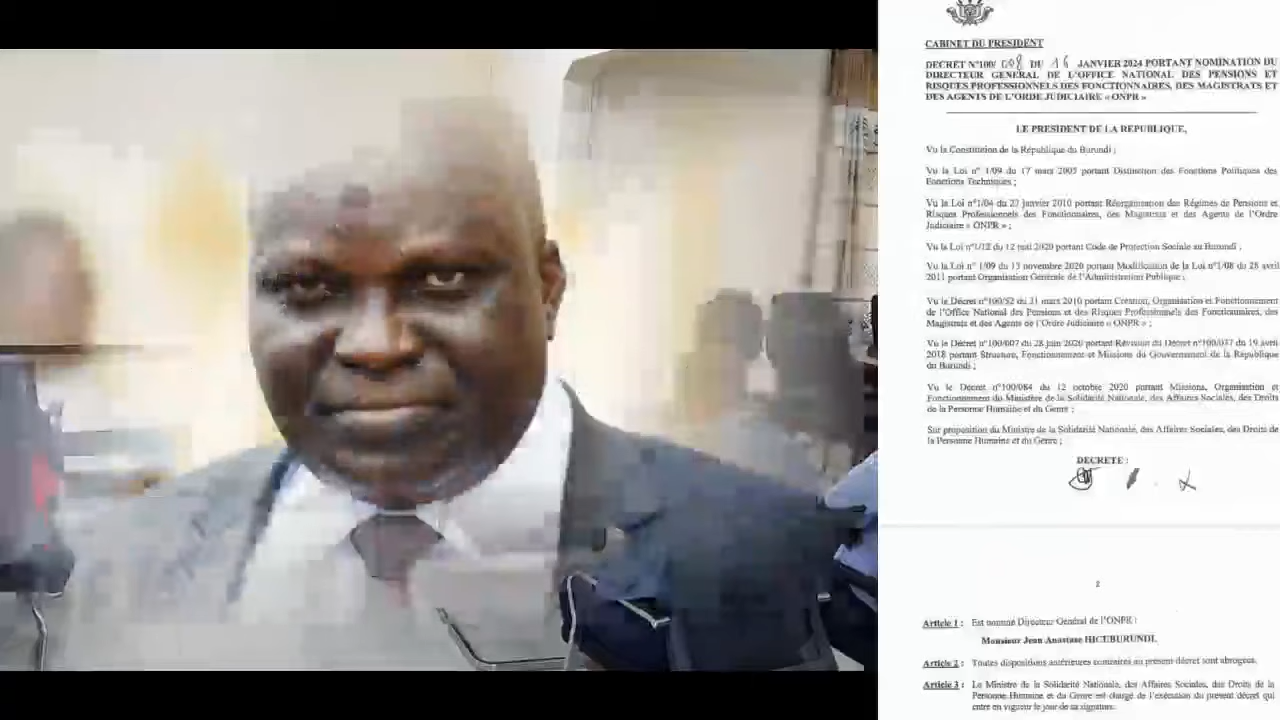 CABINET DU PRESIDENT
DECRET N°100/ 008 DU 16 JANVIER 2024 PORTANT NOMINATION DU
DIRECTEUR GENERAL DE L'OFFICE NATIONAL DES PENSIONS ET
RISQUES PROFESSIONNELS DES FONCTIONNAIRES, DES MAGISTRATS ET
DES AGENTS DE L'ORDRE JUDICIAIRE « ONPR »
LE PRESIDENT DE LA REPUBLIQUE,
Vu la Constitution de la République du Burundi ;
Vu la Loi n° 1/09 du 17 mars 2005 portant Distinction des Fonctions Politiques des
Fonctions Techniques ;
Vu la Loi n°1/04 du 27 janvier 2010 portant Réorganisation des Régimes de Pensions et
Risques Professionnels des Fonctionnaires, des Magistrats et des Agents de l'Ordre
Judiciaire « ONPR » ;
Vu la Loi n°1/12 du 12 mai 2020 portant Code de Protection Sociale au Burundi ;
Vu la Loi n° 1/09 du 13 novembre 2020 portant Modification de la Loi n°1/08 du 28 avril
2011 portant Organisation Générale de l'Administration Publique ;
Vu le Décret n°100/52 du 31 mars 2010 portant Création, Organisation et Fonctionnement
de l'Office National des Pensions et des Risques Professionnels des Fonctionnaires, des
Magistrats et des Agents de l'Ordre Judiciaire « ONPR » ;
Vu le Décret n°100/007 du 28 juin 2020 portant Révision du Décret n°100/037 du 19 avril
2018 portant Structure, Fonctionnement et Missions du Gouvernement de la République
du Burundi ;
Vu le Décret n°100/084 du 12 octobre 2020 portant Missions, Organisation et
Fonctionnement du Ministère de la Solidarité Nationale, des Affaires Sociales, des Droits
de la Personne Humaine et du Genre ;
Sur proposition du Ministre de la Solidarité Nationale, des Affaires Sociales, des Droits de
la Personne Humaine et du Genre ;
DECRETE :
2
Article 1 : Est nommé Directeur Général de l'ONPR :
Monsieur Jean Anastase HICEBURUNDI.
Article 2 : Toutes dispositions antérieures contraires au présent décret sont abrogées.
Article 3 : Le Ministre de la Solidarité Nationale, des Affaires Sociales, des Droits de la
Personne Humaine et du Genre est chargé de l'exécution du présent décret qui
entre en vigueur le jour de sa signature.